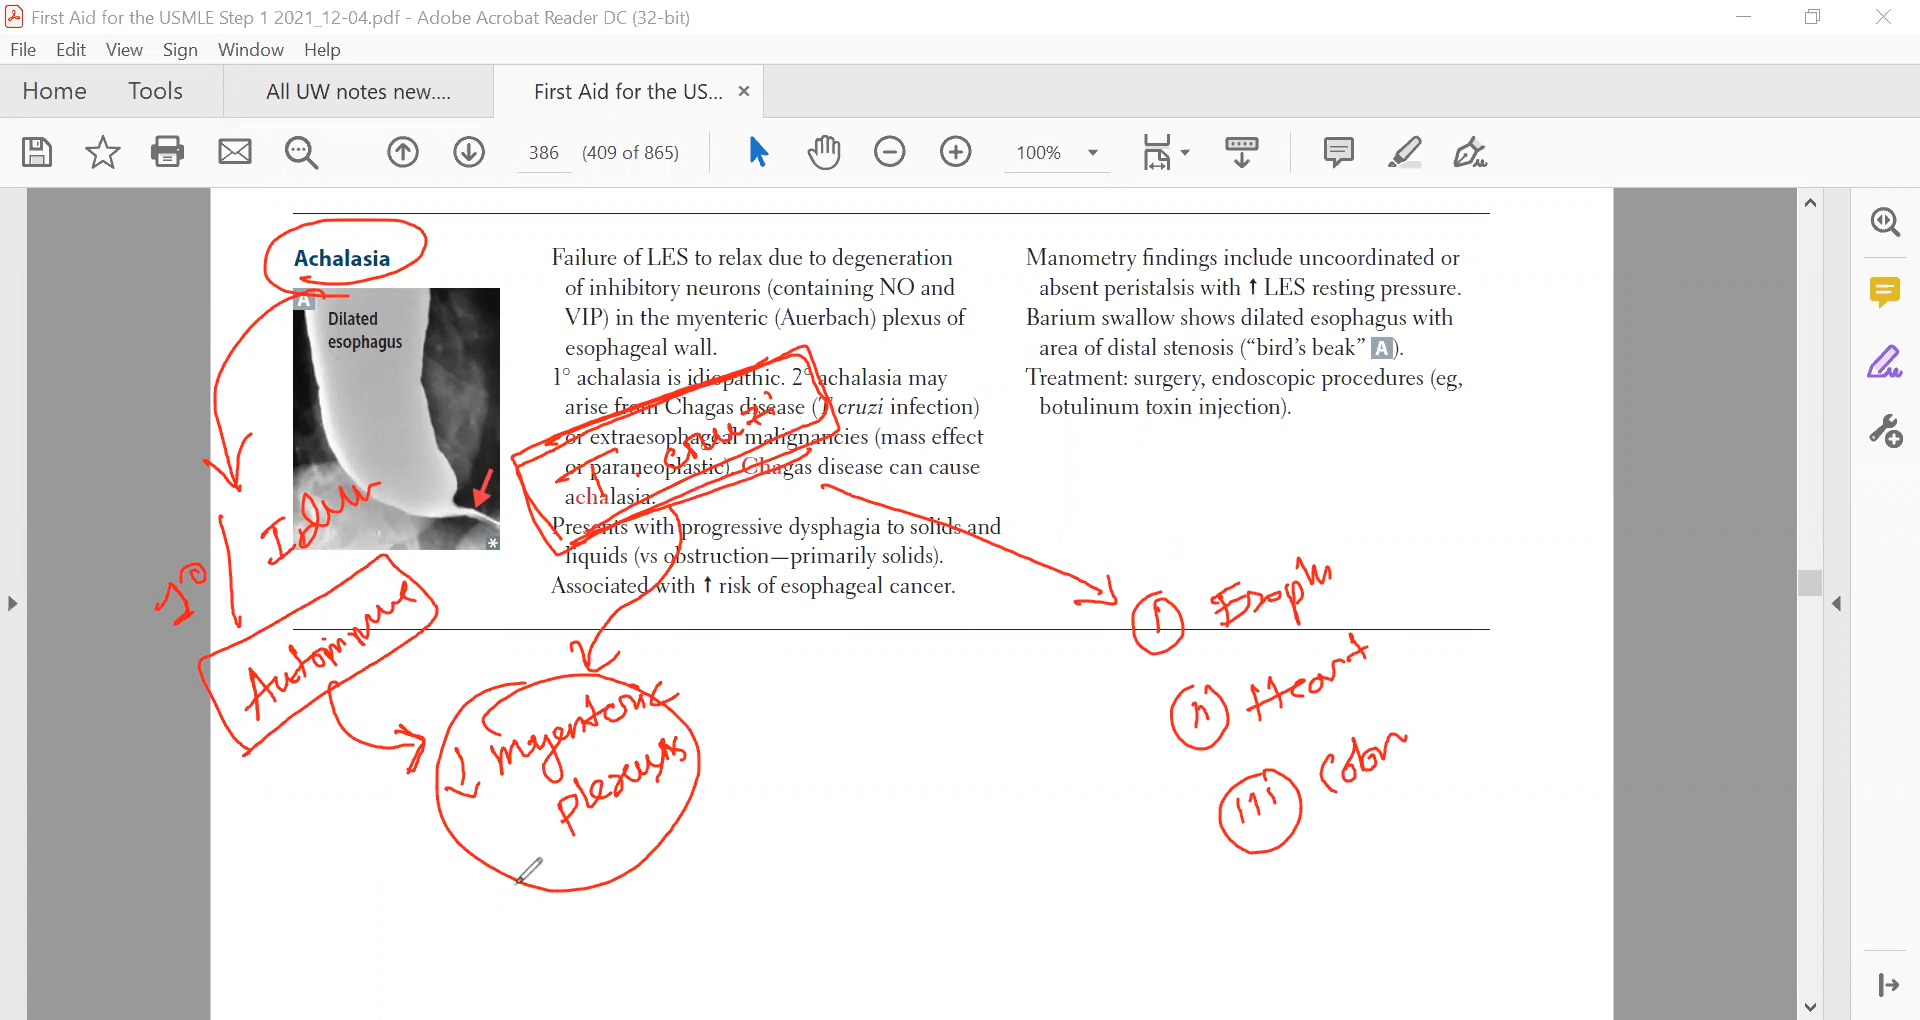 First Aid for the USMLE Step 1 2021_12-04.pdf - Adobe Acrobat Reader DC (32-bit)
File Edit View Sign Window Help
Home Tools All UW notes new.... First Aid for the US... ×
386 (409 of 865) 100%
Achalasia
A
Dilated
esophagus
Failure of LES to relax due to degeneration
of inhibitory neurons (containing NO and
VIP) in the myenteric (Auerbach) plexus of
esophageal wall.
1° achalasia is idiopathic. 2° achalasia may
arise from Chagas disease (T cruzi infection)
or extraesophageal malignancies (mass effect
or paraneoplastic). Chagas disease can cause
achalasia.
Presents with progressive dysphagia to solids and
liquids (vs obstruction—primarily solids).
Associated with ↑ risk of esophageal cancer.
Manometry findings include uncoordinated or
absent peristalsis with ↑ LES resting pressure.
Barium swallow shows dilated esophagus with
area of distal stenosis (“bird’s beak” A).
Treatment: surgery, endoscopic procedures (eg,
botulinum toxin injection).
T. cruzi
1°
Autoimmune
↓ myenteric
plexus
i Esoph
ii Heart
iii Colon